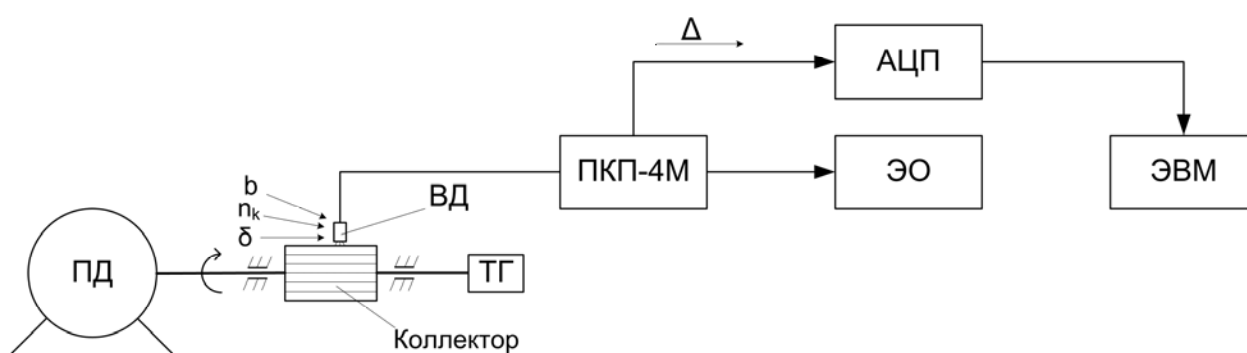 Δ
АЦП
ПКП-4М
ЭО
ЭВМ
b
n_k
δ
ВД
ПД
ТГ
Коллектор